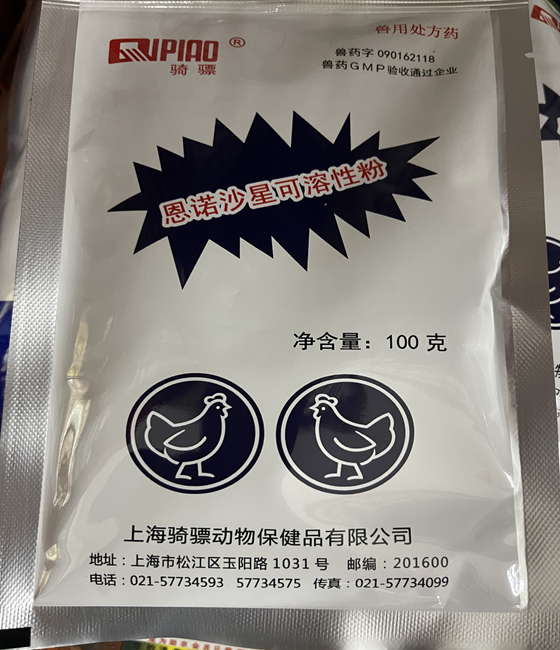 QIPIAO®
骑骠
兽用处方药
兽药字 090162118
兽药GMP验收通过企业
恩诺沙星可溶性粉
净含量：100 克
上海骑骠动物保健品有限公司
地址：上海市松江区玉阳路 1031 号 邮编：201600
电话：021-57734593 57734575 传真：021-57734099